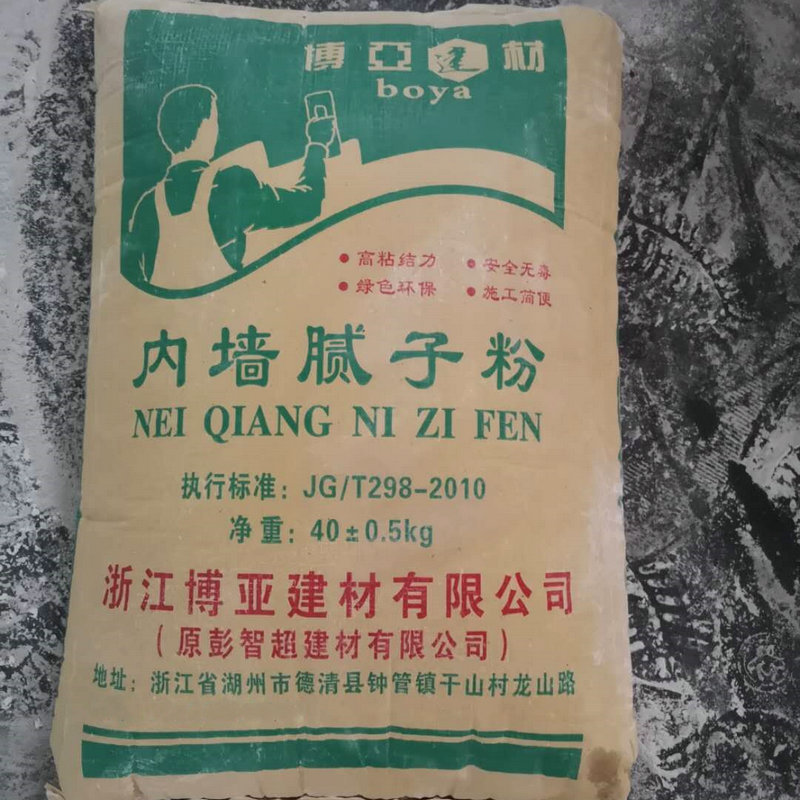 博亞建材
boya
• 高粘结力 • 安全无毒
• 绿色环保 • 施工简便
内墙腻子粉
NEI QIANG NI ZI FEN
执行标准：JG/T298-2010
净重：40±0.5kg
浙江博亚建材有限公司
（原彭智超建材有限公司）
地址：浙江省湖州市德清县钟管镇干山村龙山路